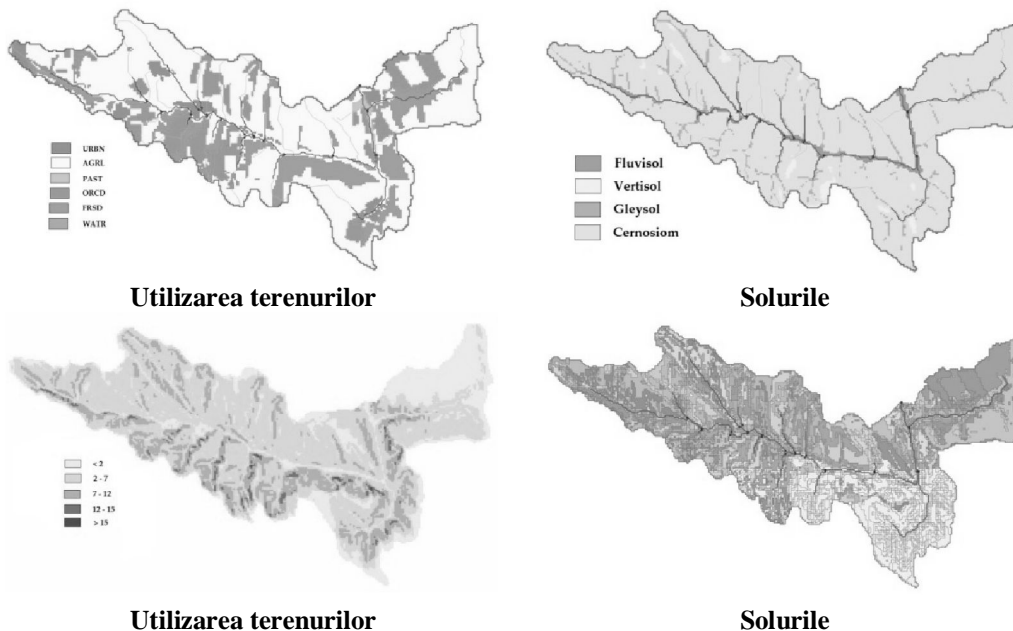 URBN
AGRL
PAST
ORCD
FRSD
WATR
Fluvisol
Vertisol
Gleysol
Cernosiom
Utilizarea terenurilor
Solurile
< 2
2 - 7
7 - 12
12 - 15
> 15
Utilizarea terenurilor
Solurile